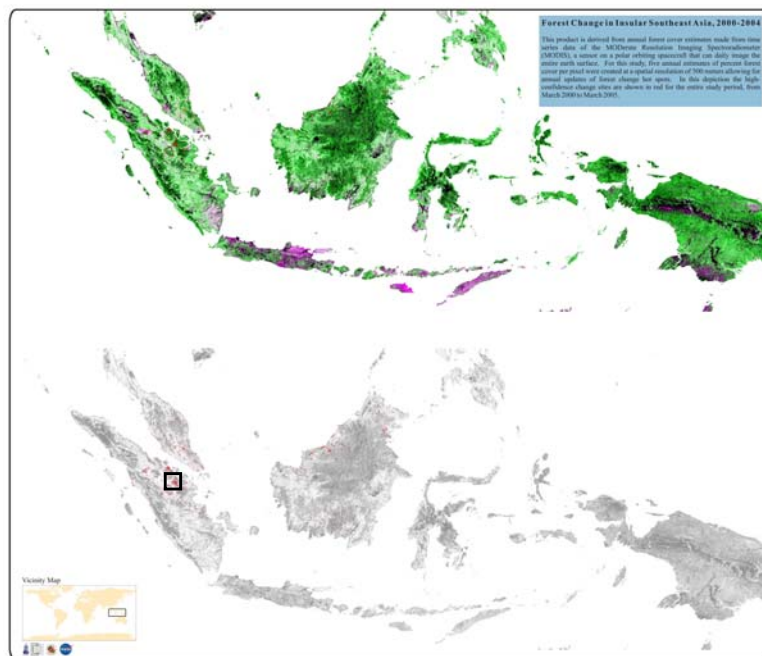 Forest Change in Insular Southeast Asia, 2000-2004
This product is derived from annual forest cover estimates made from time
series data of the MODerate Resolution Imaging Spectroradiometer
(MODIS), a sensor on a polar orbiting spacecraft that can daily image the
entire earth surface. For this study, five annual estimates of percent forest
cover per pixel were created at a spatial resolution of 500 meters allowing for
annual updates of forest change hot spots. In this depiction the high-
confidence change sites are shown in red for the entire study period, from
March 2000 to March 2005.
Vicinity Map